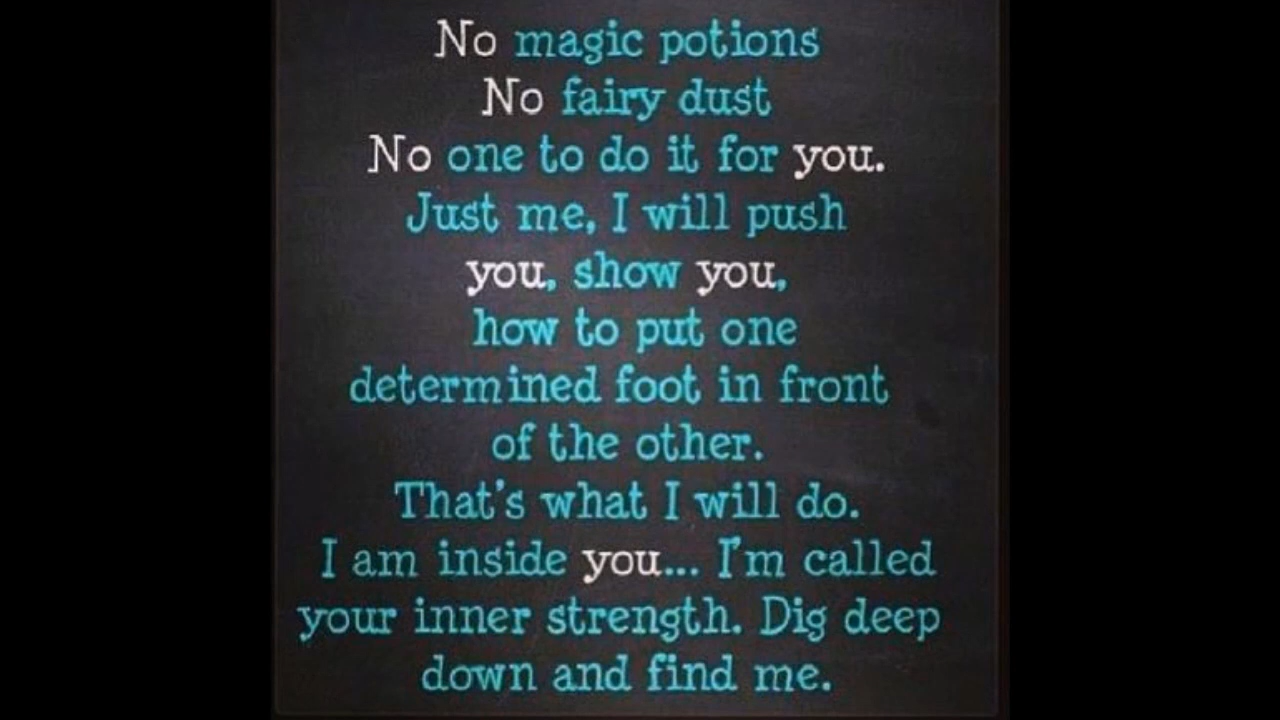 No magic potions
No fairy dust
No one to do it for you.
Just me, I will push
you, show you,
how to put one
determined foot in front
of the other.
That's what I will do.
I am inside you... I'm called
your inner strength. Dig deep
down and find me.